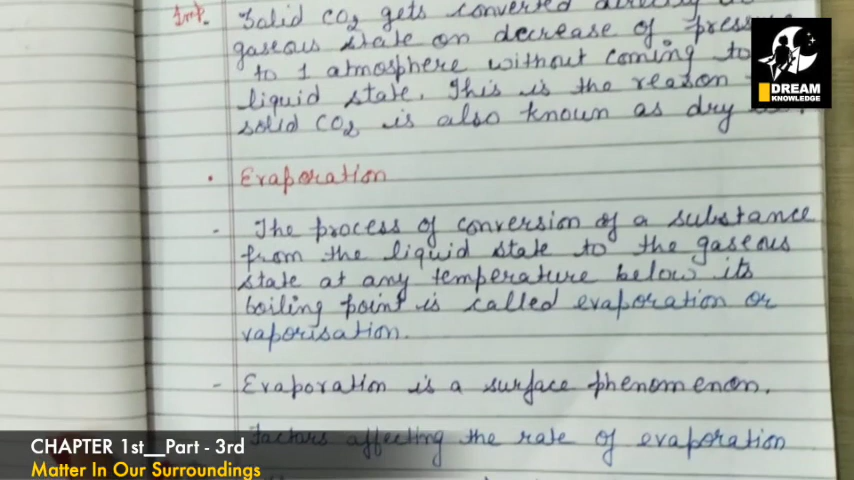 Imp. Solid CO2 gets converted directly
gaseous state on decrease of
to 1 atmosphere without coming to
liquid state. This is the reason
solid CO2 is also known as dry
• Evaporation
- The process of conversion of a substance
from the liquid state to the gaseous
state at any temperature below its
boiling point is called evaporation or
vaporisation.
- Evaporation is a surface phenomenon.
Factors affecting the rate of evaporation
DREAM
KNOWLEDGE
CHAPTER 1st__Part - 3rd
Matter In Our Surroundings